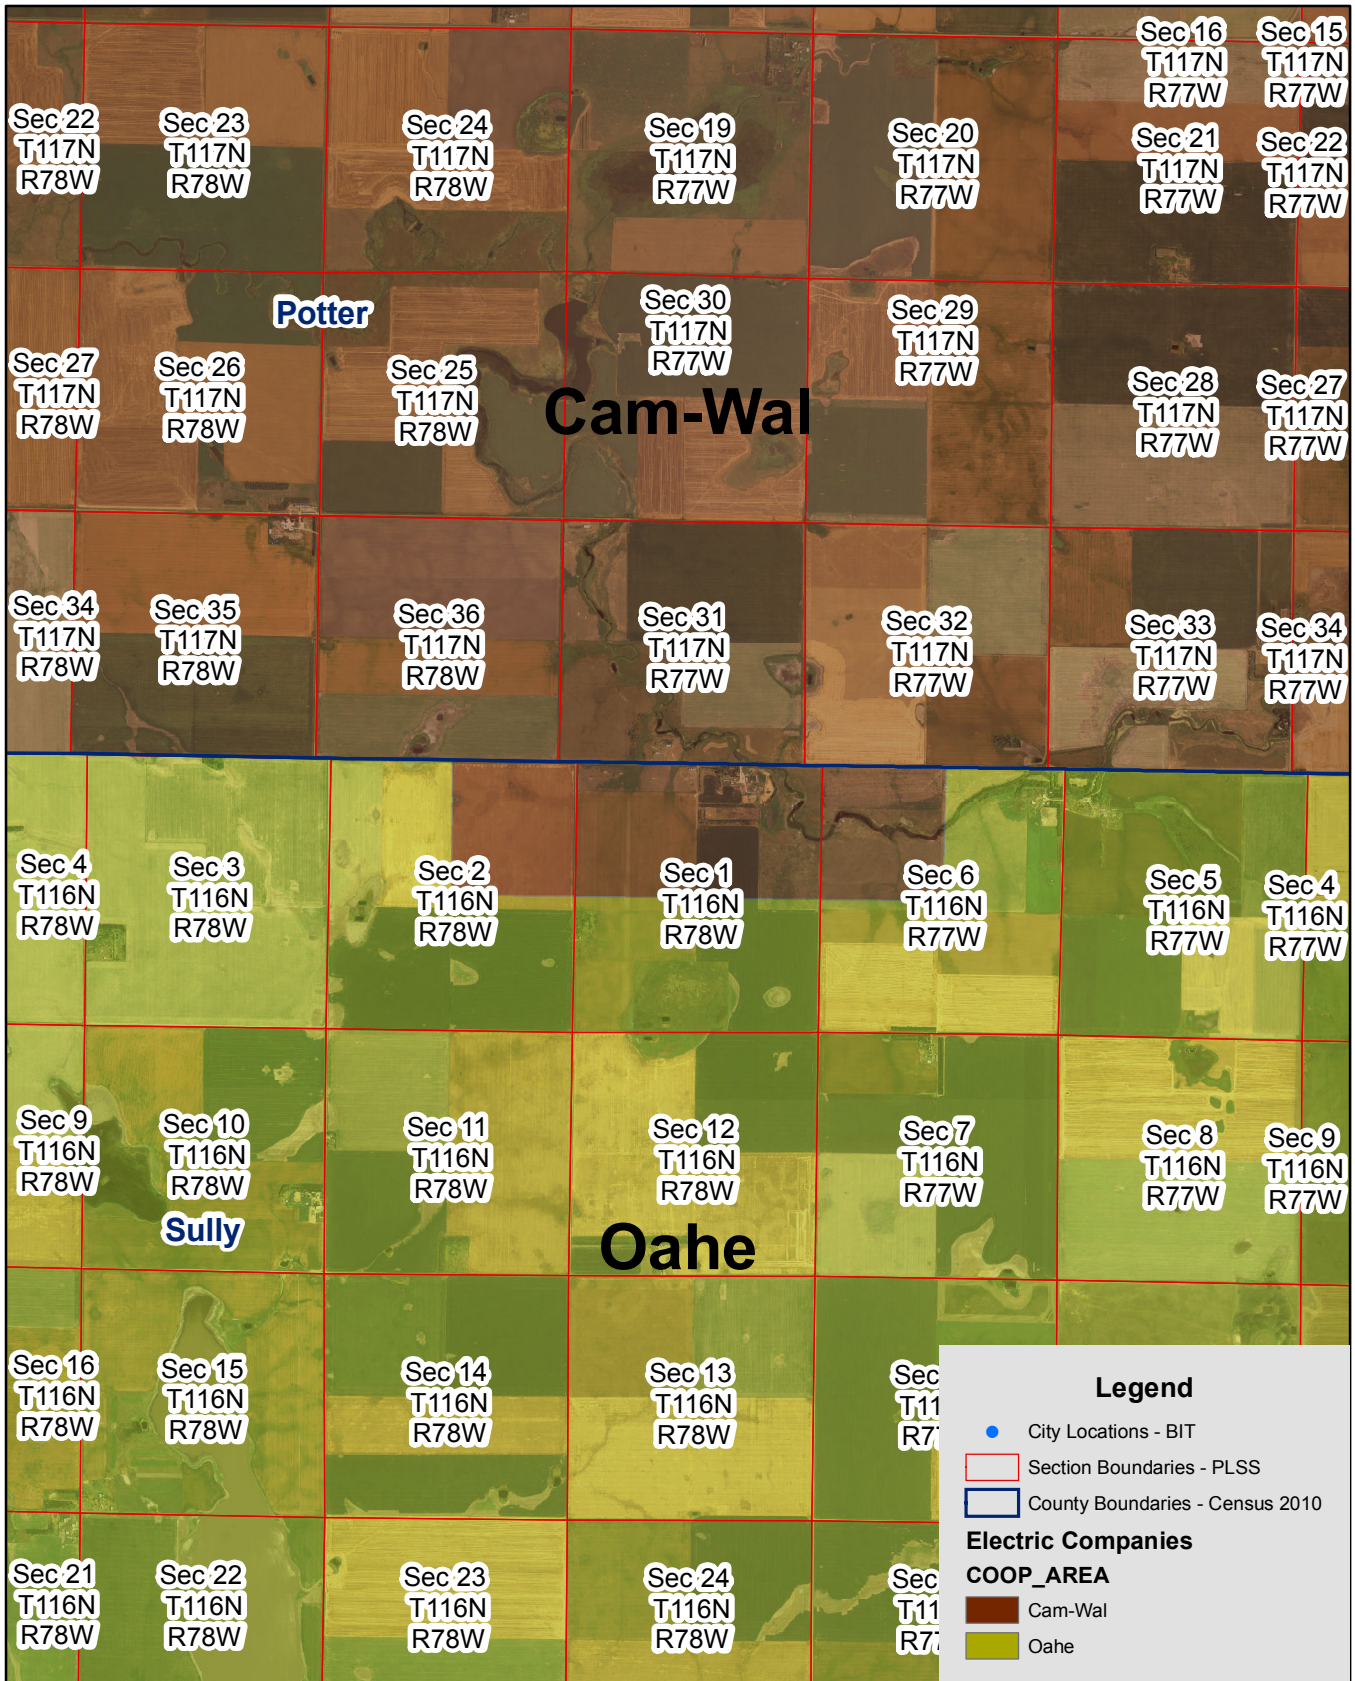 Sec 16
T117N
R77W
Sec 15
T117N
R77W
Sec 22
T117N
R78W
Sec 23
T117N
R78W
Sec 24
T117N
R78W
Sec 19
T117N
R77W
Sec 20
T117N
R77W
Sec 21
T117N
R77W
Sec 22
T117N
R77W
Potter
Sec 27
T117N
R78W
Sec 26
T117N
R78W
Sec 25
T117N
R78W
Sec 30
T117N
R77W
Sec 29
T117N
R77W
Sec 28
T117N
R77W
Sec 27
T117N
R77W
Cam-Wal
Sec 34
T117N
R78W
Sec 35
T117N
R78W
Sec 36
T117N
R78W
Sec 31
T117N
R77W
Sec 32
T117N
R77W
Sec 33
T117N
R77W
Sec 34
T117N
R77W
Sec 4
T116N
R78W
Sec 3
T116N
R78W
Sec 2
T116N
R78W
Sec 1
T116N
R78W
Sec 6
T116N
R77W
Sec 5
T116N
R77W
Sec 4
T116N
R77W
Sec 9
T116N
R78W
Sec 10
T116N
R78W
Sec 11
T116N
R78W
Sec 12
T116N
R78W
Sec 7
T116N
R77W
Sec 8
T116N
R77W
Sec 9
T116N
R77W
Sully
Oahe
Sec 16
T116N
R78W
Sec 15
T116N
R78W
Sec 14
T116N
R78W
Sec 13
T116N
R78W
Sec
T11
R7
Sec 21
T116N
R78W
Sec 22
T116N
R78W
Sec 23
T116N
R78W
Sec 24
T116N
R78W
Sec
T11
R7
Legend
City Locations - BIT
Section Boundaries - PLSS
County Boundaries - Census 2010
Electric Companies
COOP_AREA
Cam-Wal
Oahe